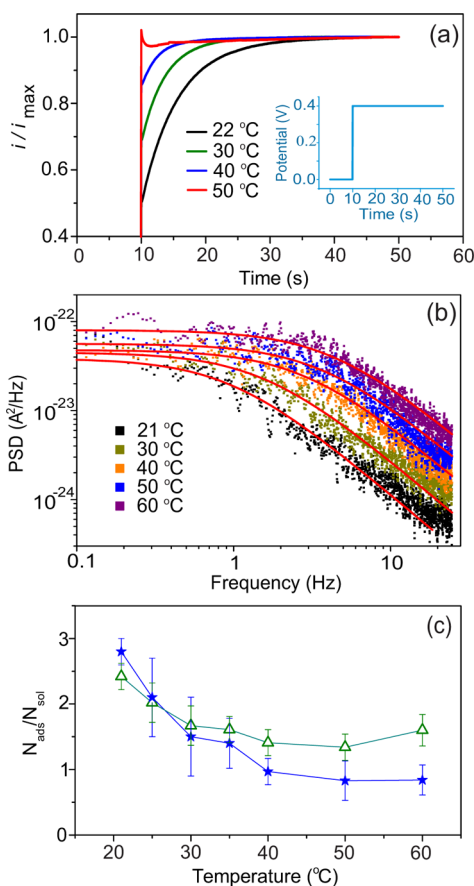 (a)
1.0
0.8
0.6
0.4
i / i max
22 °C
30 °C
40 °C
50 °C
Potential (V)
0.4
0.2
0.0
0 10 20 30 40 50
Time (s)
0 10 20 30 40 50 60
Time (s)
(b)
10-22
10-23
10-24
PSD (A2/Hz)
21 °C
30 °C
40 °C
50 °C
60 °C
0.1 1 10
Frequency (Hz)
(c)
3
2
1
0
Nads/Nsol
20 30 40 50 60
Temperature (°C)